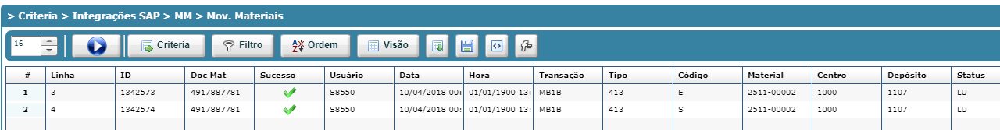 > Criteria > Integrações SAP > MM > Mov. Materiais
16 Criteria Filtro Ordem Visão
# Linha ID Doc Mat Sucesso Usuário Data Hora Transação Tipo Código Material Centro Depósito Status
1 3 1342573 4917887781 S8550 10/04/2018 00: 01/01/1900 13: MB1B 413 E 2511-00002 1000 1107 LU
2 4 1342574 4917887781 S8550 10/04/2018 00: 01/01/1900 13: MB1B 413 S 2511-00002 1000 1107 LU